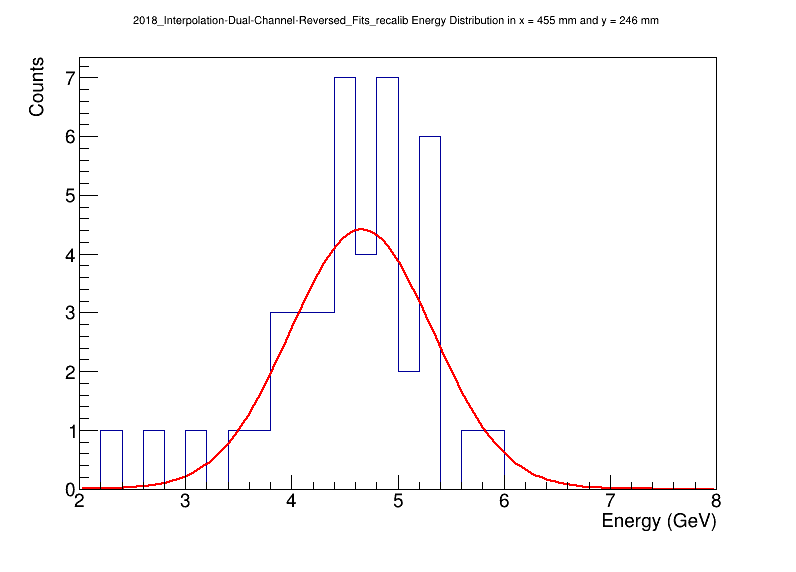 2018_Interpolation-Dual-Channel-Reversed_Fits_recalib Energy Distribution in x = 455 mm and y = 246 mm
Counts
7
6
5
4
3
2
1
0
2 3 4 5 6 7 8
Energy (GeV)